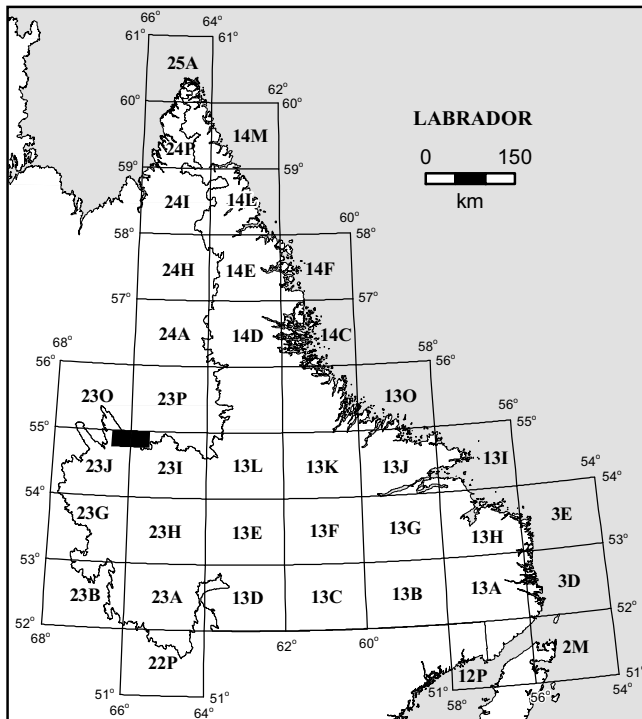 66° 64°
61° 61°
25A
60° 62° 60°
LABRADOR
14M
24P
0 150
59° 59°
km
24I 14L
60°
58° 58°
24H 14E 14F
57° 57°
68° 24A 14D 14C
58°
56° 56°
23O 23P 13O
56°
55° 55°
23J 23I 13L 13K 13J 13I
54° 54°
23G 23H 13E 13F 13G 13H 3E
53° 53°
23B 23A 13D 13C 13B 13A 3D
52° 52°
68° 62° 60°
22P 12P 2M
51° 51° 51° 51°
66° 64° 58° 56° 54°